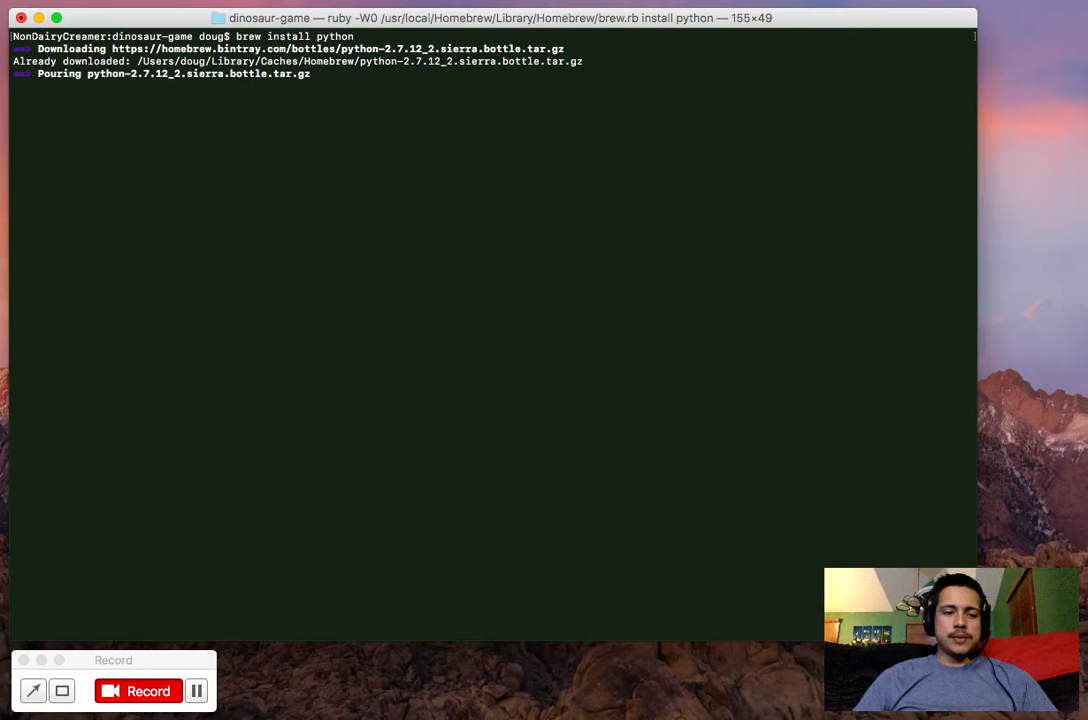 dinosaur-game — ruby -W0 /usr/local/Homebrew/Library/Homebrew/brew.rb install python — 155×49
[NonDairyCreamer:dinosaur-game doug$ brew install python ]
==> Downloading https://homebrew.bintray.com/bottles/python-2.7.12_2.sierra.bottle.tar.gz
Already downloaded: /Users/doug/Library/Caches/Homebrew/python-2.7.12_2.sierra.bottle.tar.gz
==> Pouring python-2.7.12_2.sierra.bottle.tar.gz
Record
Record